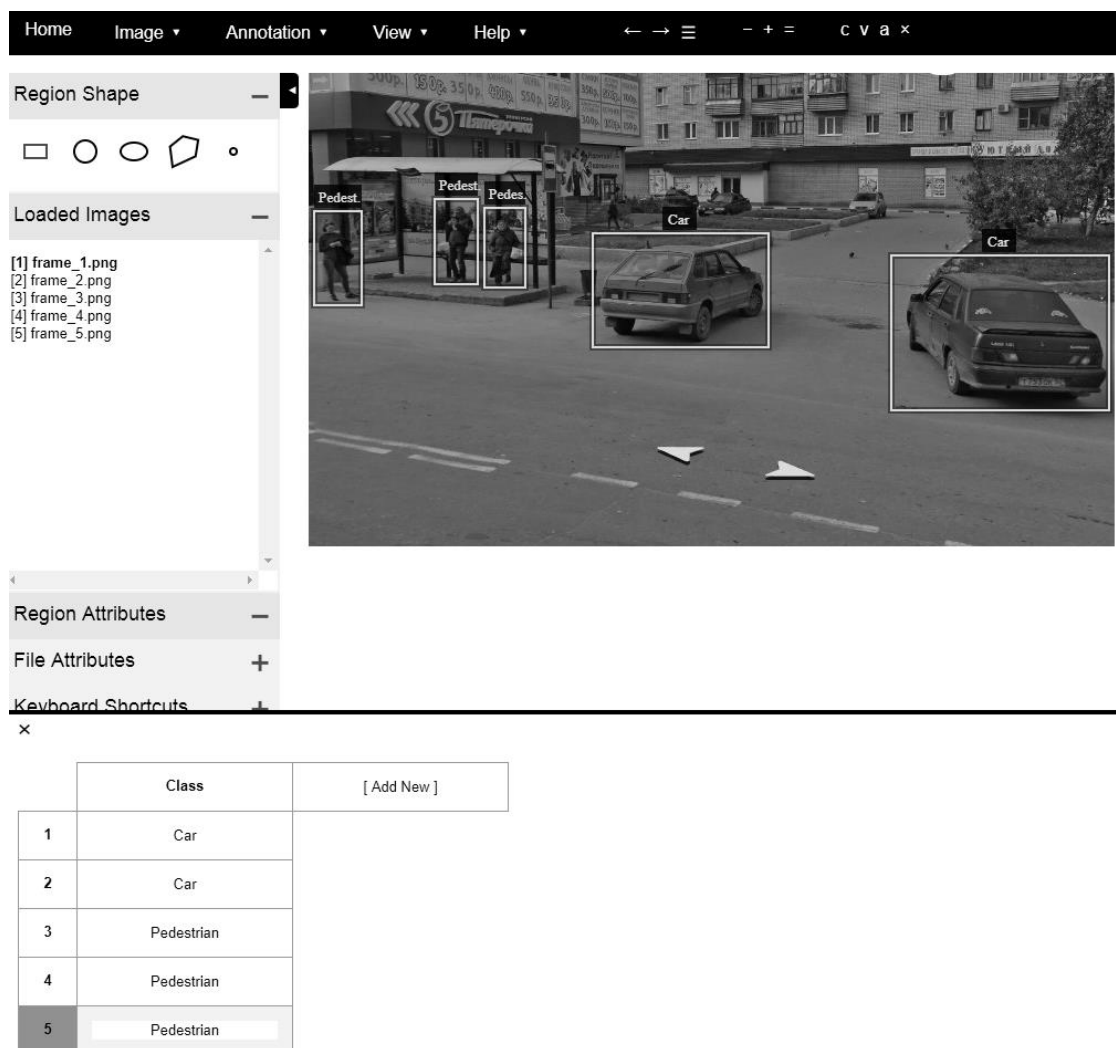 Home Image ▾ Annotation ▾ View ▾ Help ▾ ← → ☰ − + = c v a ×
Region Shape −
Loaded Images −
[1] frame_1.png
[2] frame_2.png
[3] frame_3.png
[4] frame_4.png
[5] frame_5.png
Region Attributes −
File Attributes +
Keyboard Shortcuts +
5 Пятерочка
Pedest.
Pedest.
Pedes.
Car
Car
×
Class [ Add New ]
1 Car
2 Car
3 Pedestrian
4 Pedestrian
5 Pedestrian